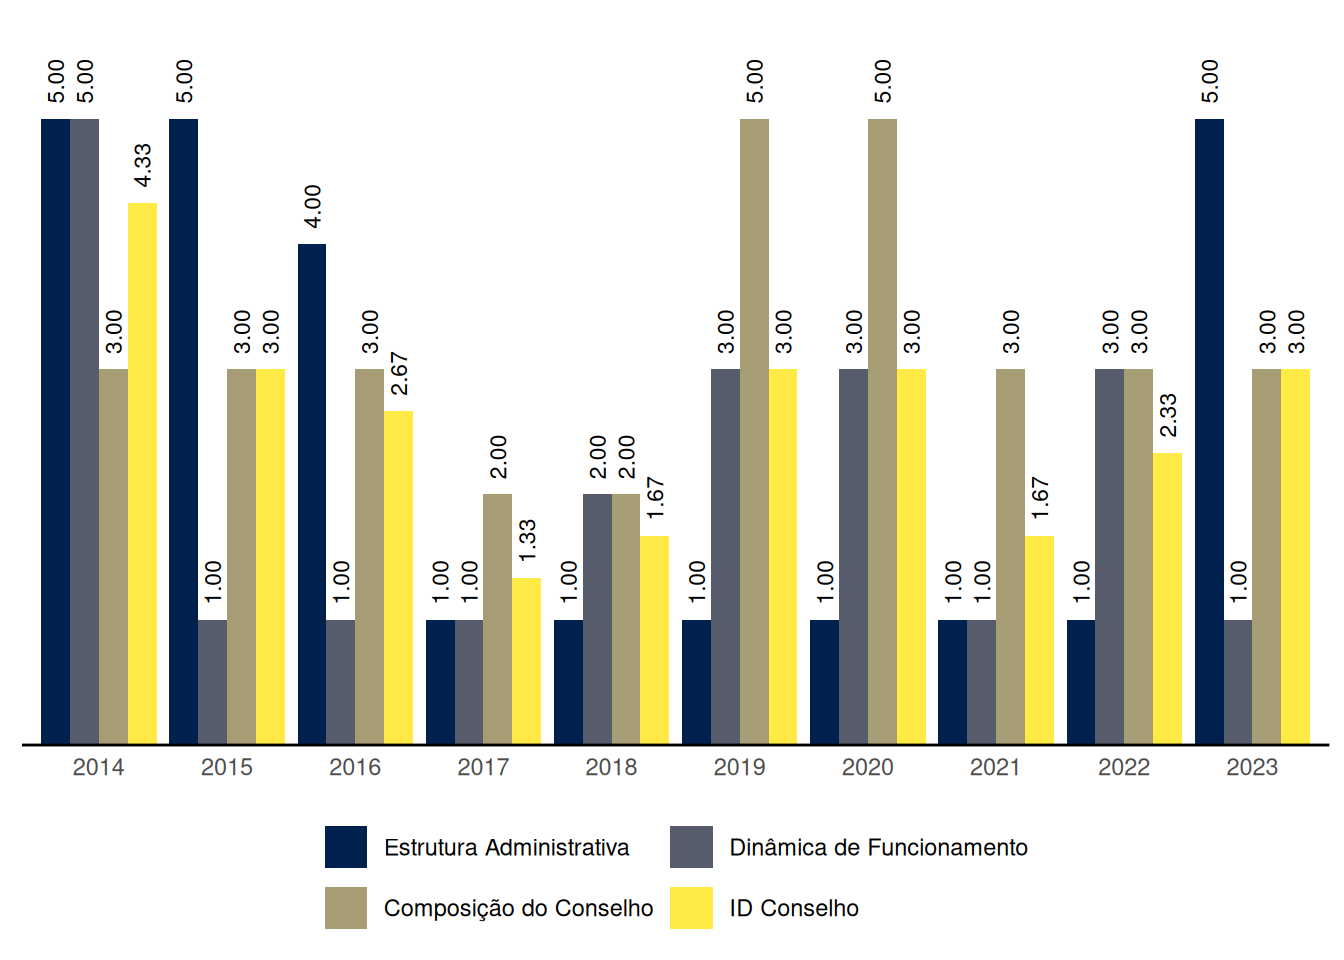 5.00 5.00 3.00 4.33
5.00 1.00 3.00 3.00
4.00 1.00 3.00 2.67
1.00 1.00 2.00 1.33
1.00 2.00 2.00 1.67
1.00 3.00 5.00 3.00
1.00 3.00 5.00 3.00
1.00 1.00 3.00 1.67
1.00 3.00 3.00 2.33
5.00 1.00 3.00 3.00
2014 2015 2016 2017 2018 2019 2020 2021 2022 2023
Estrutura Administrativa Dinâmica de Funcionamento
Composição do Conselho ID Conselho